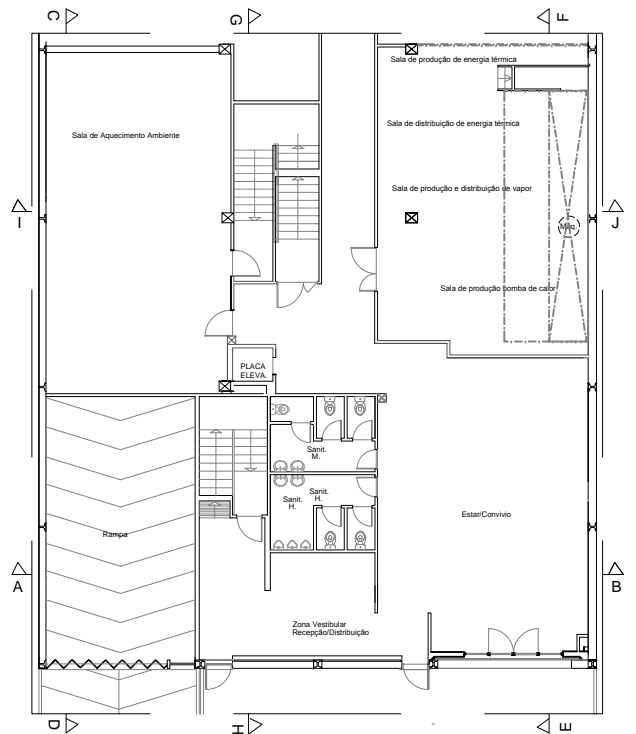 C
G
F
Sala de produção de energia térmica
Sala de distribuição de energia térmica
Sala de Aquecimento Ambiente
Sala de produção e distribuição de vapor
I
J
Sala de produção bomba de calor
PLACA
ELEVA.
Sanit.
M.
Sanit.
H.
Sanit.
H.
Estar/Convivio
Rampa
A
B
Zona Vestibular
Recepção/Distribuição
D
H
E